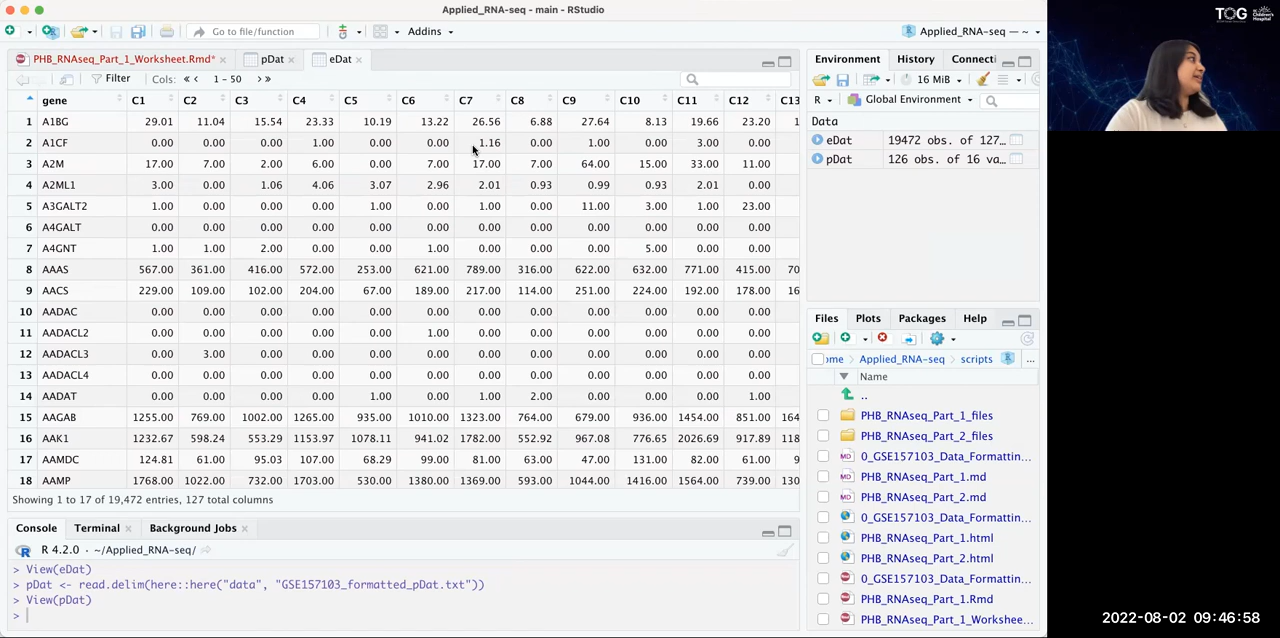 Applied_RNA-seq - main - RStudio
Go to file/function
Addins
Applied_RNA-seq — ~
PHB_RNAseq_Part_1_Worksheet.Rmd*
pDat
eDat
Filter
Cols: « < 1 - 50 > »
gene C1 C2 C3 C4 C5 C6 C7 C8 C9 C10 C11 C12 C13
1 A1BG 29.01 11.04 15.54 23.33 10.19 13.22 26.56 6.88 27.64 8.13 19.66 23.20 1
2 A1CF 0.00 0.00 0.00 1.00 0.00 0.00 1.16 0.00 1.00 0.00 3.00 0.00
3 A2M 17.00 7.00 2.00 6.00 0.00 7.00 17.00 7.00 64.00 15.00 33.00 11.00
4 A2ML1 3.00 0.00 1.06 4.06 3.07 2.96 2.01 0.93 0.99 0.93 2.01 0.00
5 A3GALT2 1.00 0.00 0.00 0.00 1.00 0.00 1.00 0.00 11.00 3.00 1.00 23.00
6 A4GALT 0.00 0.00 0.00 0.00 0.00 0.00 0.00 0.00 0.00 0.00 0.00 0.00
7 A4GNT 1.00 1.00 2.00 0.00 0.00 1.00 0.00 0.00 0.00 5.00 0.00 0.00
8 AAAS 567.00 361.00 416.00 572.00 253.00 621.00 789.00 316.00 622.00 632.00 771.00 415.00 70
9 AACS 229.00 109.00 102.00 204.00 67.00 189.00 217.00 114.00 251.00 224.00 192.00 178.00 16
10 AADAC 0.00 0.00 0.00 0.00 0.00 0.00 0.00 0.00 0.00 0.00 0.00 0.00
11 AADACL2 0.00 0.00 0.00 0.00 0.00 1.00 0.00 0.00 0.00 0.00 0.00 0.00
12 AADACL3 0.00 3.00 0.00 0.00 0.00 0.00 0.00 0.00 0.00 0.00 0.00 0.00
13 AADACL4 0.00 0.00 0.00 0.00 0.00 0.00 0.00 0.00 0.00 0.00 0.00 0.00
14 AADAT 0.00 0.00 0.00 0.00 1.00 0.00 1.00 2.00 0.00 0.00 0.00 1.00
15 AAGAB 1255.00 769.00 1002.00 1265.00 935.00 1010.00 1323.00 764.00 679.00 936.00 1454.00 851.00 164
16 AAK1 1232.67 598.24 553.29 1153.97 1078.11 941.02 1782.00 552.92 967.08 776.65 2026.69 917.89 118
17 AAMDC 124.81 61.00 95.03 107.00 68.29 99.00 81.00 63.00 47.00 131.00 82.00 61.00 9
18 AAMP 1768.00 1022.00 732.00 1703.00 530.00 1380.00 1369.00 593.00 1044.00 1416.00 1564.00 739.00 130
Showing 1 to 17 of 19,472 entries, 127 total columns
Console Terminal Background Jobs
R 4.2.0 · ~/Applied_RNA-seq/
> View(eDat)
> pDat <- read.delim(here::here("data", "GSE157103_formatted_pDat.txt"))
> View(pDat)
>
Environment History Connecti
16 MiB
R Global Environment
Data
eDat 19472 obs. of 127...
pDat 126 obs. of 16 va...
Files Plots Packages Help
ome > Applied_RNA-seq > scripts ...
Name
..
PHB_RNAseq_Part_1_files
PHB_RNAseq_Part_2_files
0_GSE157103_Data_Formattin...
PHB_RNAseq_Part_1.md
PHB_RNAseq_Part_2.md
0_GSE157103_Data_Formattin...
PHB_RNAseq_Part_1.html
PHB_RNAseq_Part_2.html
0_GSE157103_Data_Formattin...
PHB_RNAseq_Part_1.Rmd
PHB_RNAseq_Part_1_Workshee...
TOG
Children's
Hospital
2022-08-02 09:46:58